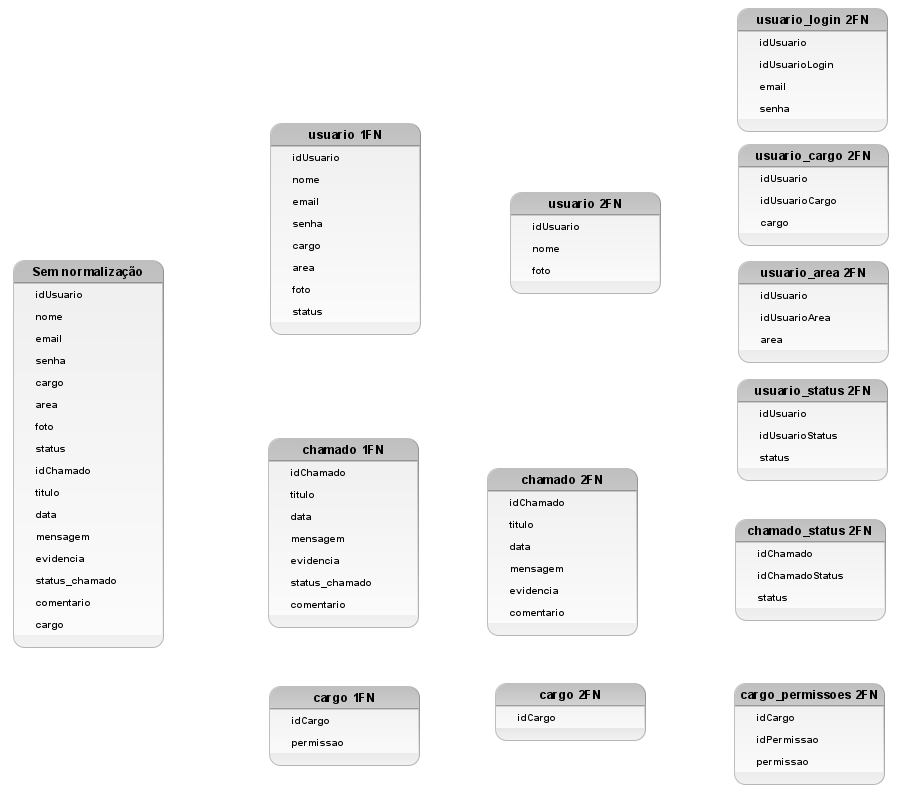 Sem normalização
idUsuario
nome
email
senha
cargo
area
foto
status
idChamado
titulo
data
mensagem
evidencia
status_chamado
comentario
cargo
usuario 1FN
idUsuario
nome
email
senha
cargo
area
foto
status
chamado 1FN
idChamado
titulo
data
mensagem
evidencia
status_chamado
comentario
cargo 1FN
idCargo
permissao
usuario 2FN
idUsuario
nome
foto
chamado 2FN
idChamado
titulo
data
mensagem
evidencia
comentario
cargo 2FN
idCargo
usuario_login 2FN
idUsuario
idUsuarioLogin
email
senha
usuario_cargo 2FN
idUsuario
idUsuarioCargo
cargo
usuario_area 2FN
idUsuario
idUsuarioArea
area
usuario_status 2FN
idUsuario
idUsuarioStatus
status
chamado_status 2FN
idChamado
idChamadoStatus
status
cargo_permissoes 2FN
idCargo
idPermissao
permissao